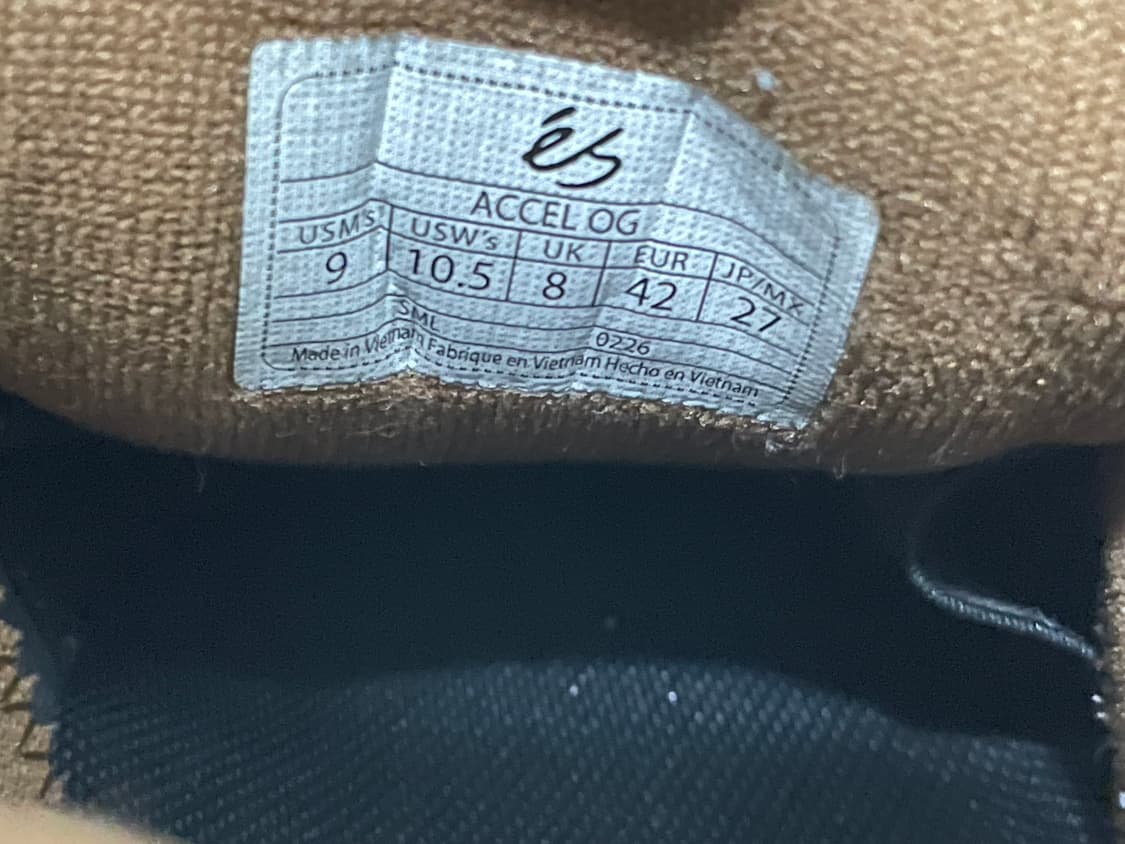 éS
ACCEL OG
USM's USW's UK EUR JP/MX
9 10.5 8 42 27
SML 0226
Made in Vietnam Fabrique en Vietnam Hecho en Vietnam